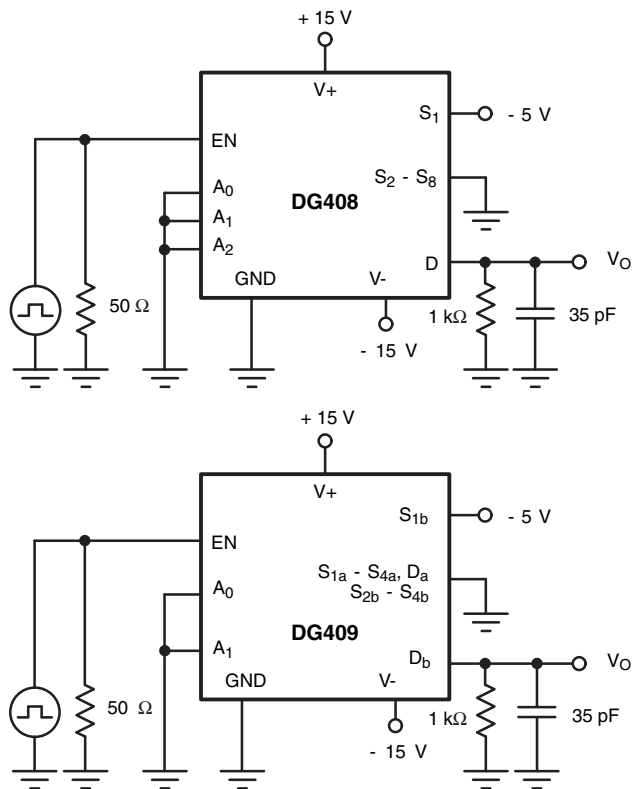 + 15 V
V+
S1
- 5 V
EN
S2 - S8
A0
DG408
A1
A2
D
VO
GND
V-
50 Ω
1 kΩ
35 pF
- 15 V
+ 15 V
V+
S1b
- 5 V
EN
S1a - S4a, Da
S2b - S4b
A0
DG409
A1
Db
VO
GND
V-
50 Ω
1 kΩ
35 pF
- 15 V